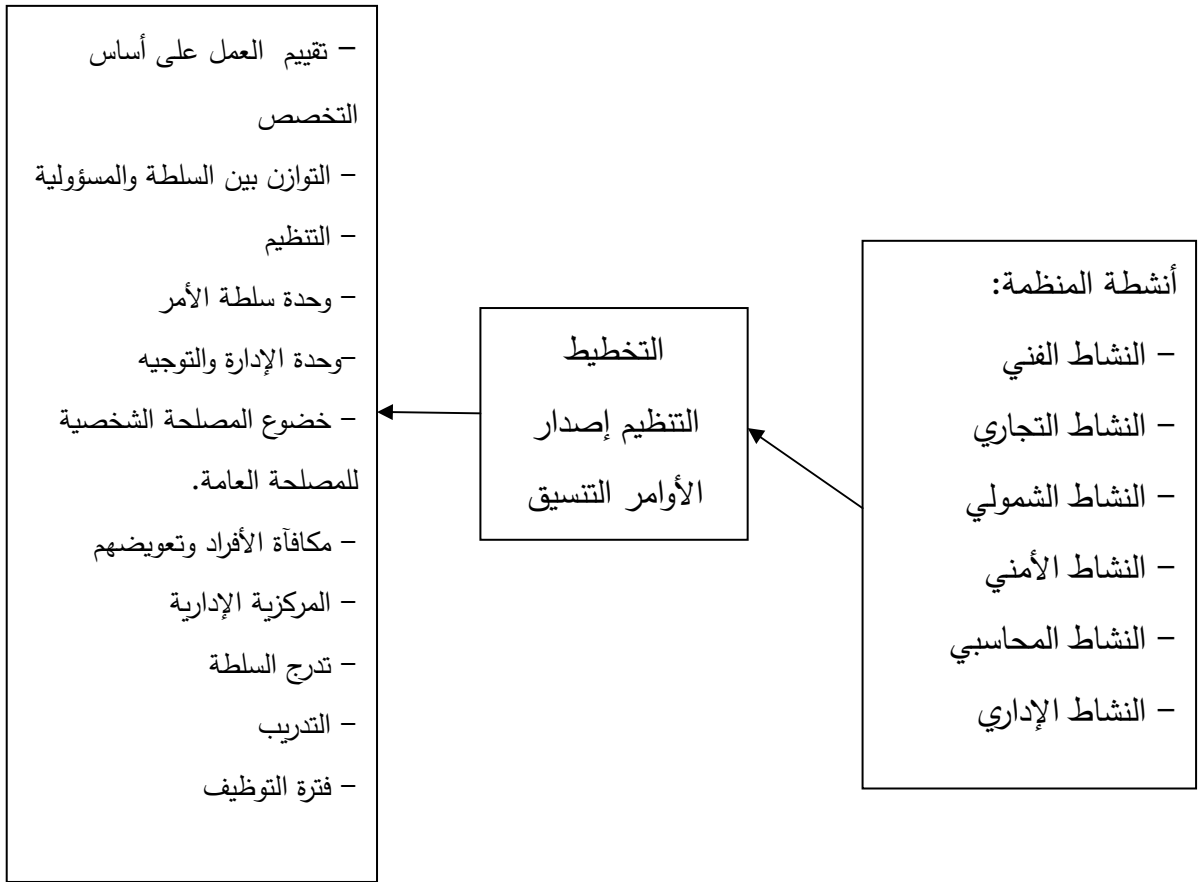 أنشطة المنظمة:
– النشاط الفني
– النشاط التجاري
– النشاط الشمولي
– النشاط الأمني
– النشاط المحاسبي
– النشاط الإداري
التخطيط
التنظيم إصدار
الأوامر التنسيق
– تقييم العمل على أساس
التخصص
– التوازن بين السلطة والمسؤولية
– التنظيم
– وحدة سلطة الأمر
–وحدة الإدارة والتوجيه
– خضوع المصلحة الشخصية
للمصلحة العامة.
– مكافآة الأفراد وتعويضهم
– المركزية الإدارية
– تدرج السلطة
– التدريب
– فترة التوظيف